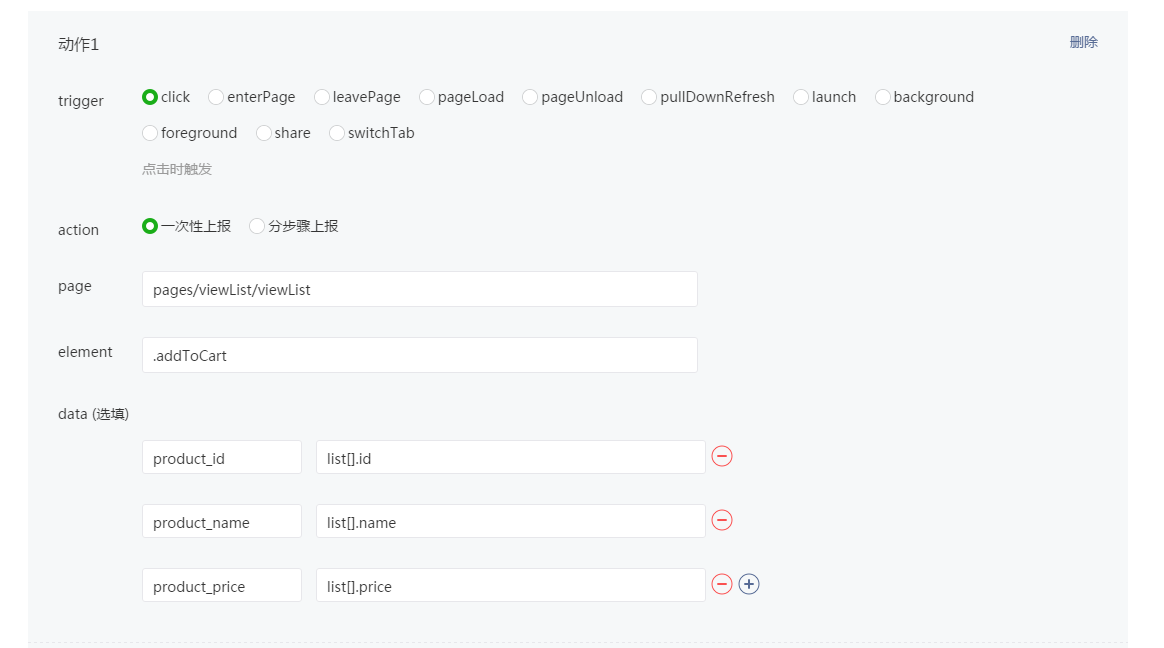 动作1 删除
trigger click enterPage leavePage pageLoad pageUnload pullDownRefresh launch background
foreground share switchTab
点击时触发
action 一次性上报 分步骤上报
page pages/viewList/viewList
element .addToCart
data (选填)
product_id list[].id
product_name list[].name
product_price list[].price